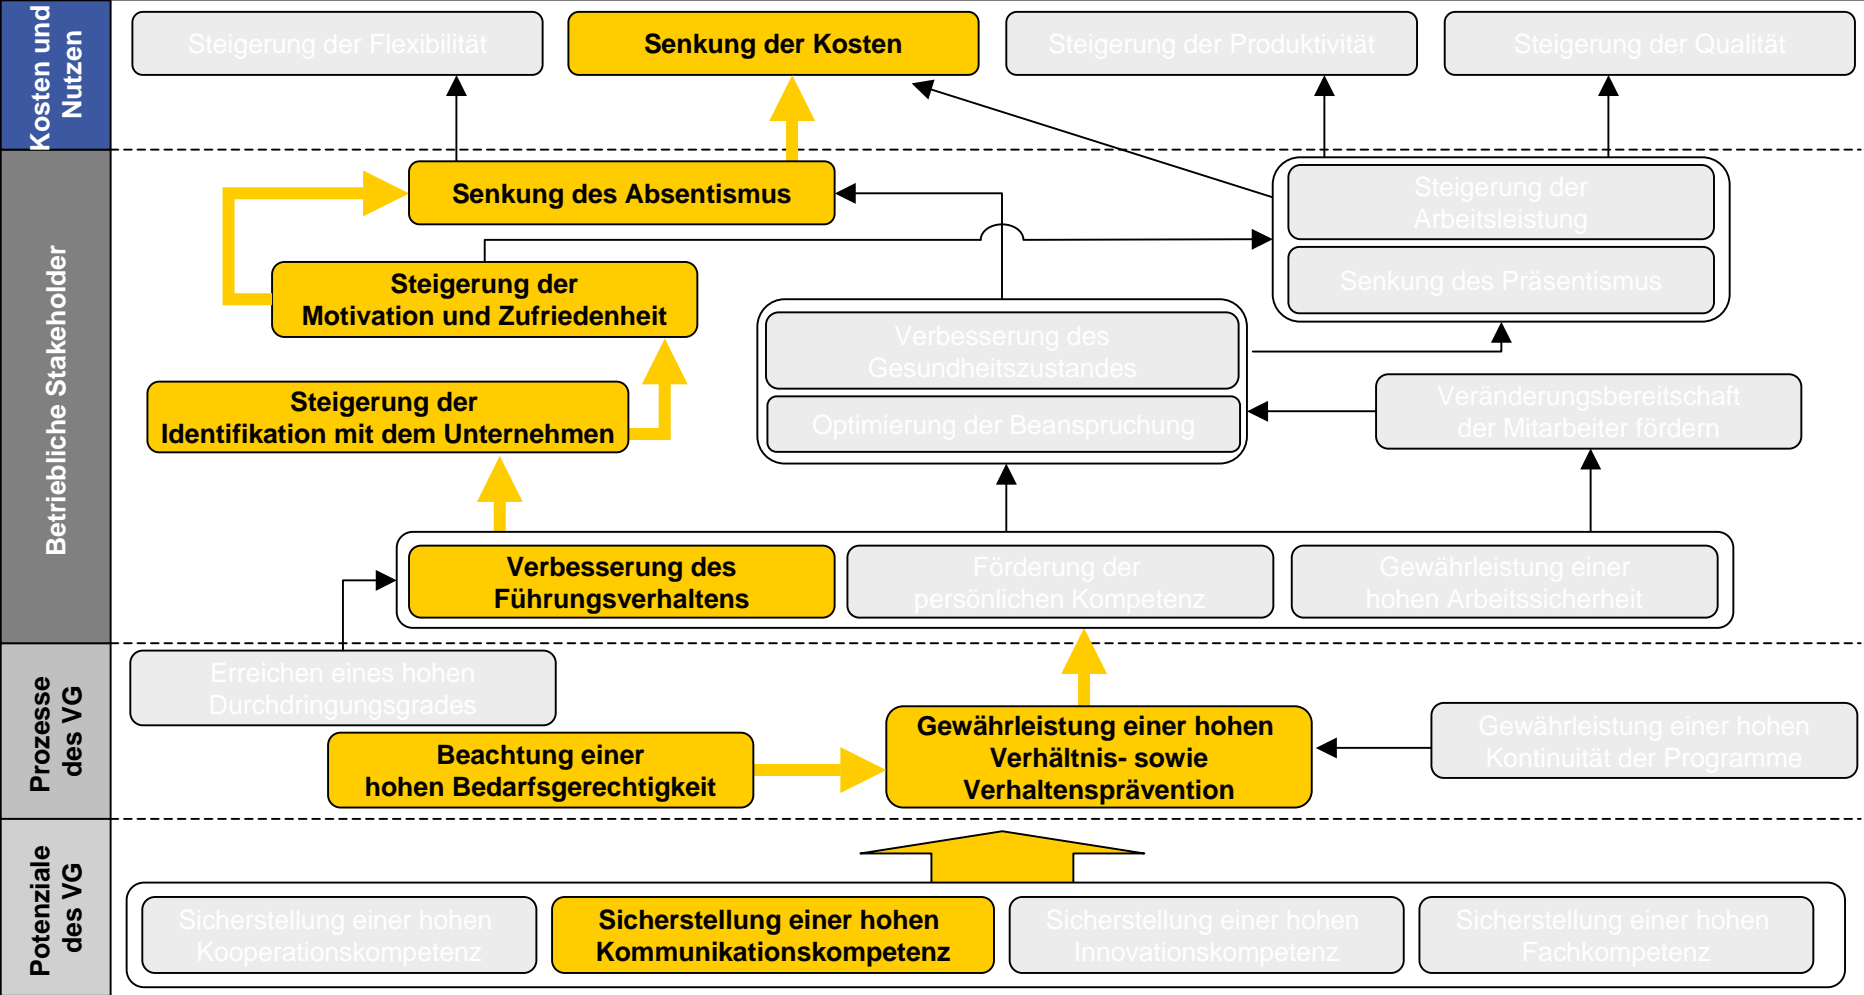 Kosten und
Nutzen
Steigerung der Flexibilität
Senkung der Kosten
Steigerung der Produktivität
Steigerung der Qualität
Betriebliche Stakeholder
Senkung des Absentismus
Steigerung der
Arbeitsleistung
Senkung des Präsentismus
Steigerung der
Motivation und Zufriedenheit
Verbesserung des
Gesundheitszustandes
Optimierung der Beanspruchung
Steigerung der
Identifikation mit dem Unternehmen
Veränderungsbereitschaft
der Mitarbeiter fördern
Verbesserung des
Führungsverhaltens
Förderung der
persönlichen Kompetenz
Gewährleistung einer
hohen Arbeitssicherheit
Prozesse
des VG
Erreichen eines hohen
Durchdringungsgrades
Beachtung einer
hohen Bedarfsgerechtigkeit
Gewährleistung einer hohen
Verhältnis- sowie
Verhaltensprävention
Gewährleistung einer hohen
Kontinuität der Programme
Potenziale
des VG
Sicherstellung einer hohen
Kooperationskompetenz
Sicherstellung einer hohen
Kommunikationskompetenz
Sicherstellung einer hohen
Innovationskompetenz
Sicherstellung einer hohen
Fachkompetenz